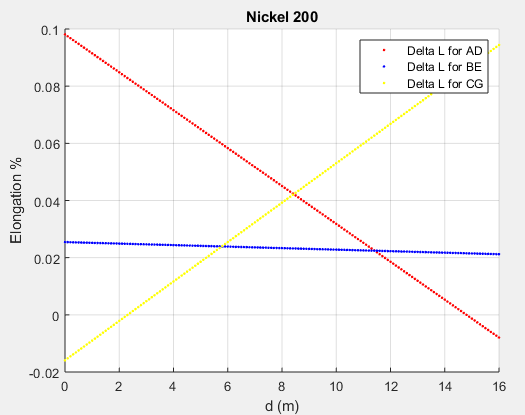 Nickel 200
Delta L for AD
Delta L for BE
Delta L for CG
Elongation %
0.1
0.08
0.06
0.04
0.02
0
-0.02
0 2 4 6 8 10 12 14 16
d (m)